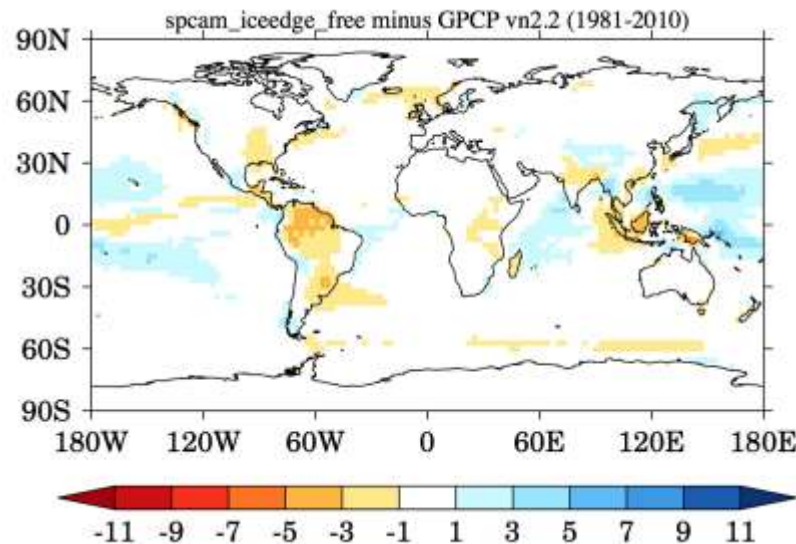 spcam_iceedge_free minus GPCP vn2.2 (1981-2010)
90N
60N
30N
0
30S
60S
90S
180W 120W 60W 0 60E 120E 180E
-11 -9 -7 -5 -3 -1 1 3 5 7 9 11